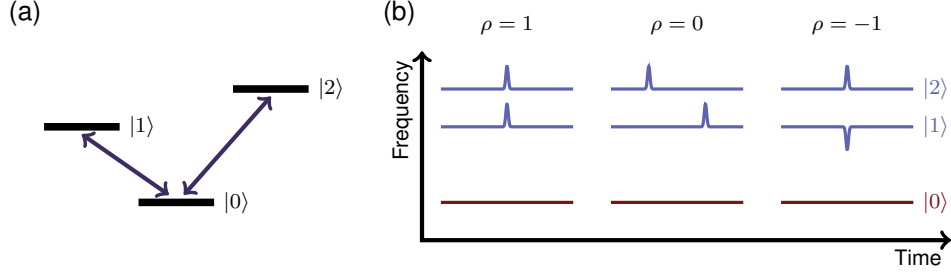 (a)
|1⟩
|2⟩
|0⟩
(b)
ρ = 1
ρ = 0
ρ = −1
Frequency
|2⟩
|1⟩
|0⟩
Time